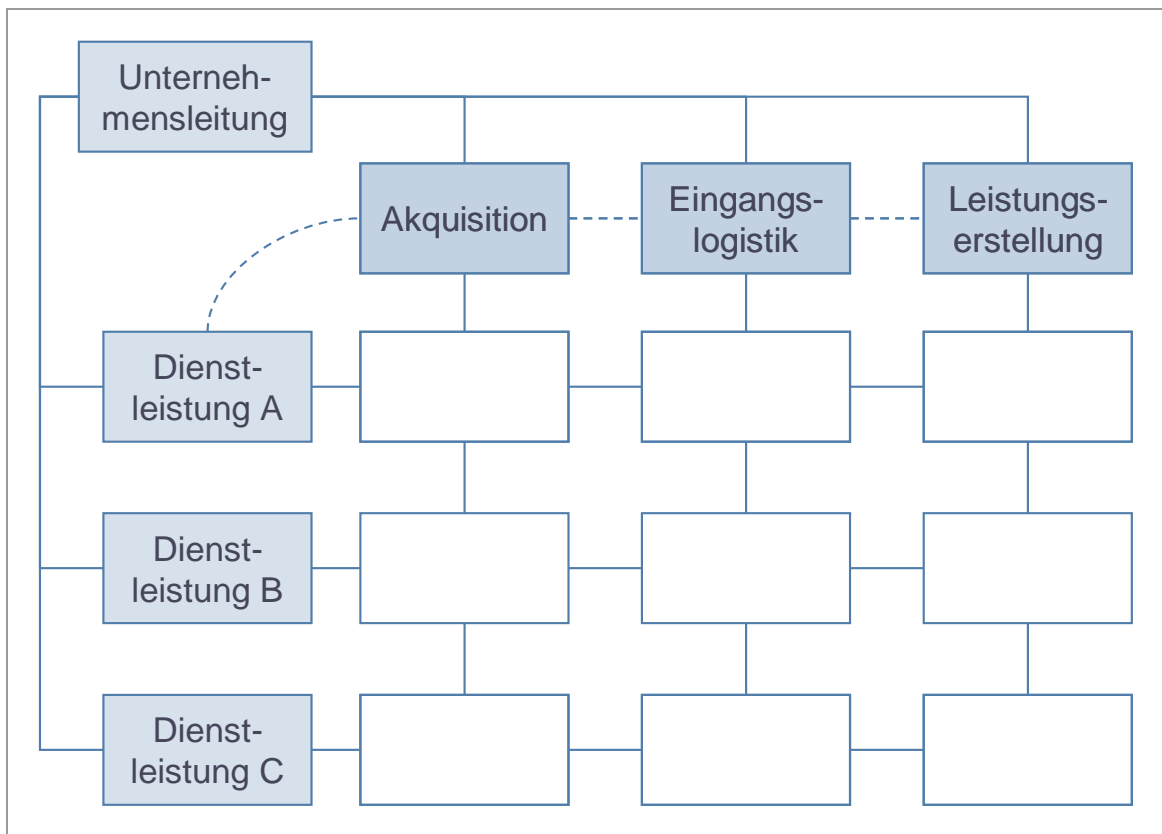 Unterneh-
mensleitung
Akquisition
Eingangs-
logistik
Leistungs-
erstellung
Dienst-
leistung A
Dienst-
leistung B
Dienst-
leistung C